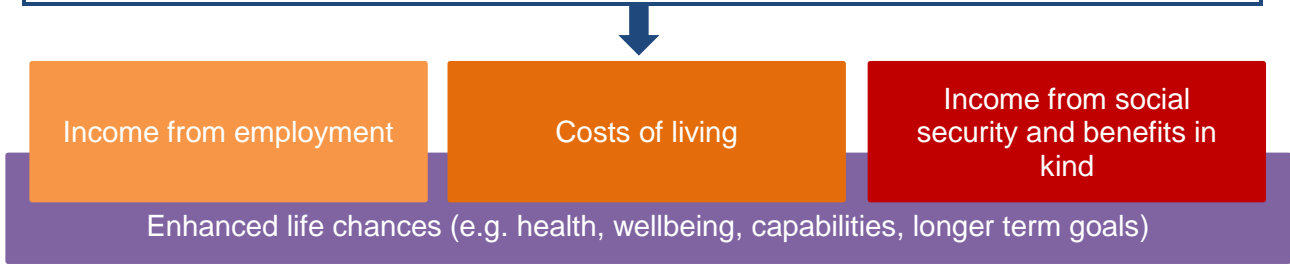 Income from employment
Costs of living
Income from social
security and benefits in
kind
Enhanced life chances (e.g. health, wellbeing, capabilities, longer term goals)